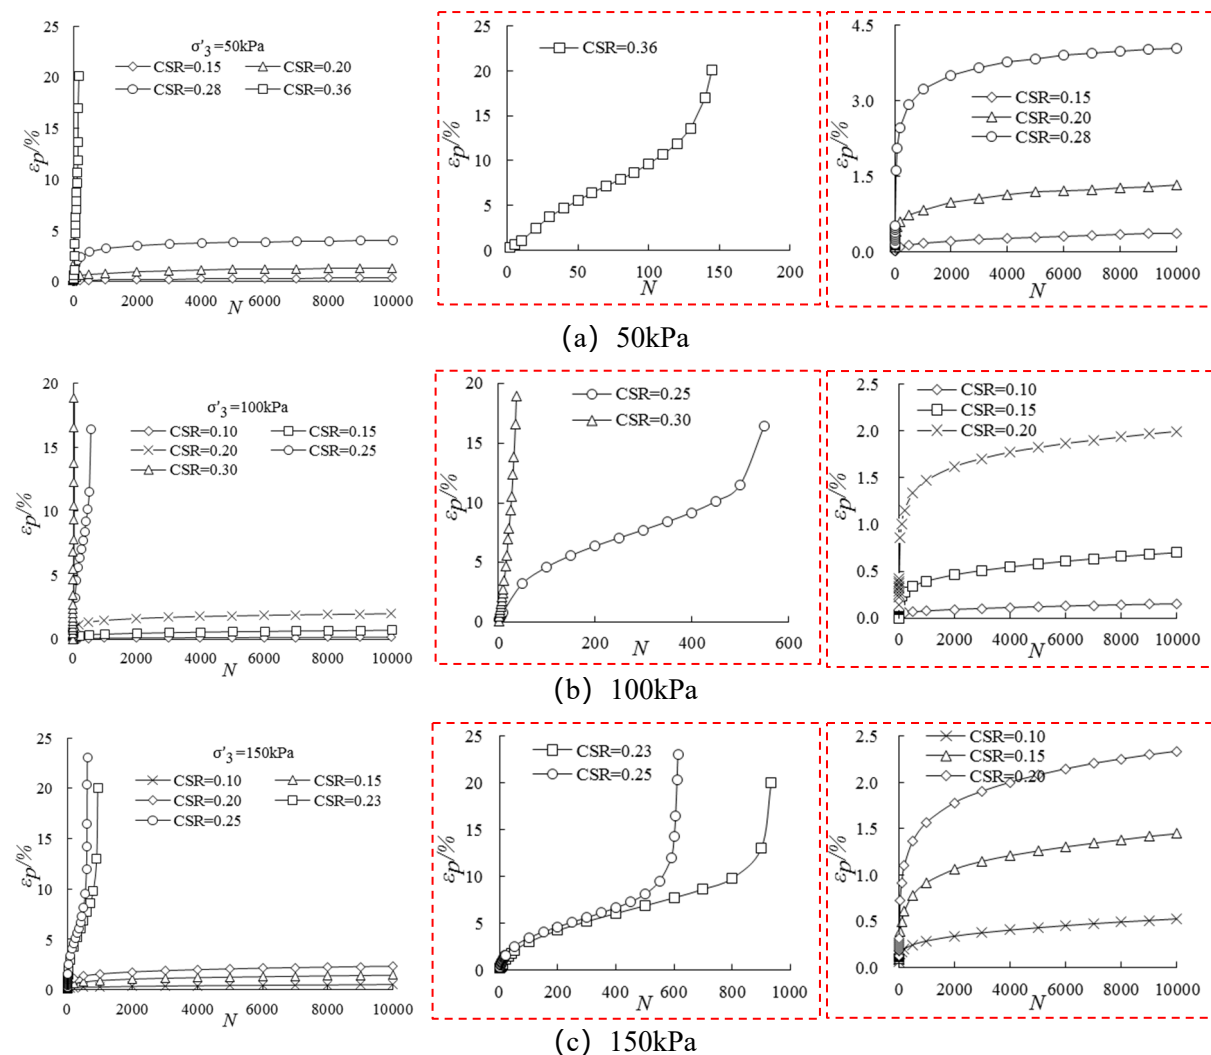 σ'3 =50kPa
CSR=0.15 CSR=0.20
CSR=0.28 CSR=0.36
εp/%
25
20
15
10
5
0
0 2000 4000 6000 8000 10000
N
CSR=0.36
εp/%
25
20
15
10
5
0
0 50 100 150 200
N
CSR=0.15
CSR=0.20
CSR=0.28
εp/%
4.5
3.0
1.5
0.0
0 2000 4000 6000 8000 10000
N
(a) 50kPa
σ'3 =100kPa
CSR=0.10 CSR=0.15
CSR=0.20 CSR=0.25
CSR=0.30
εp/%
20
15
10
5
0
0 2000 4000 6000 8000 10000
N
CSR=0.25
CSR=0.30
εp/%
20
15
10
5
0
0 200 400 600
N
CSR=0.10
CSR=0.15
CSR=0.20
εp/%
2.5
2.0
1.5
1.0
0.5
0.0
0 2000 4000 6000 8000 10000
N
(b) 100kPa
σ'3 =150kPa
CSR=0.10 CSR=0.15
CSR=0.20 CSR=0.23
CSR=0.25
εp/%
25
20
15
10
5
0
0 2000 4000 6000 8000 10000
N
CSR=0.23
CSR=0.25
εp/%
25
20
15
10
5
0
0 200 400 600 800 1000
N
CSR=0.10
CSR=0.15
CSR=0.20
εp/%
2.5
2.0
1.5
1.0
0.5
0.0
0 2000 4000 6000 8000 10000
N
(c) 150kPa